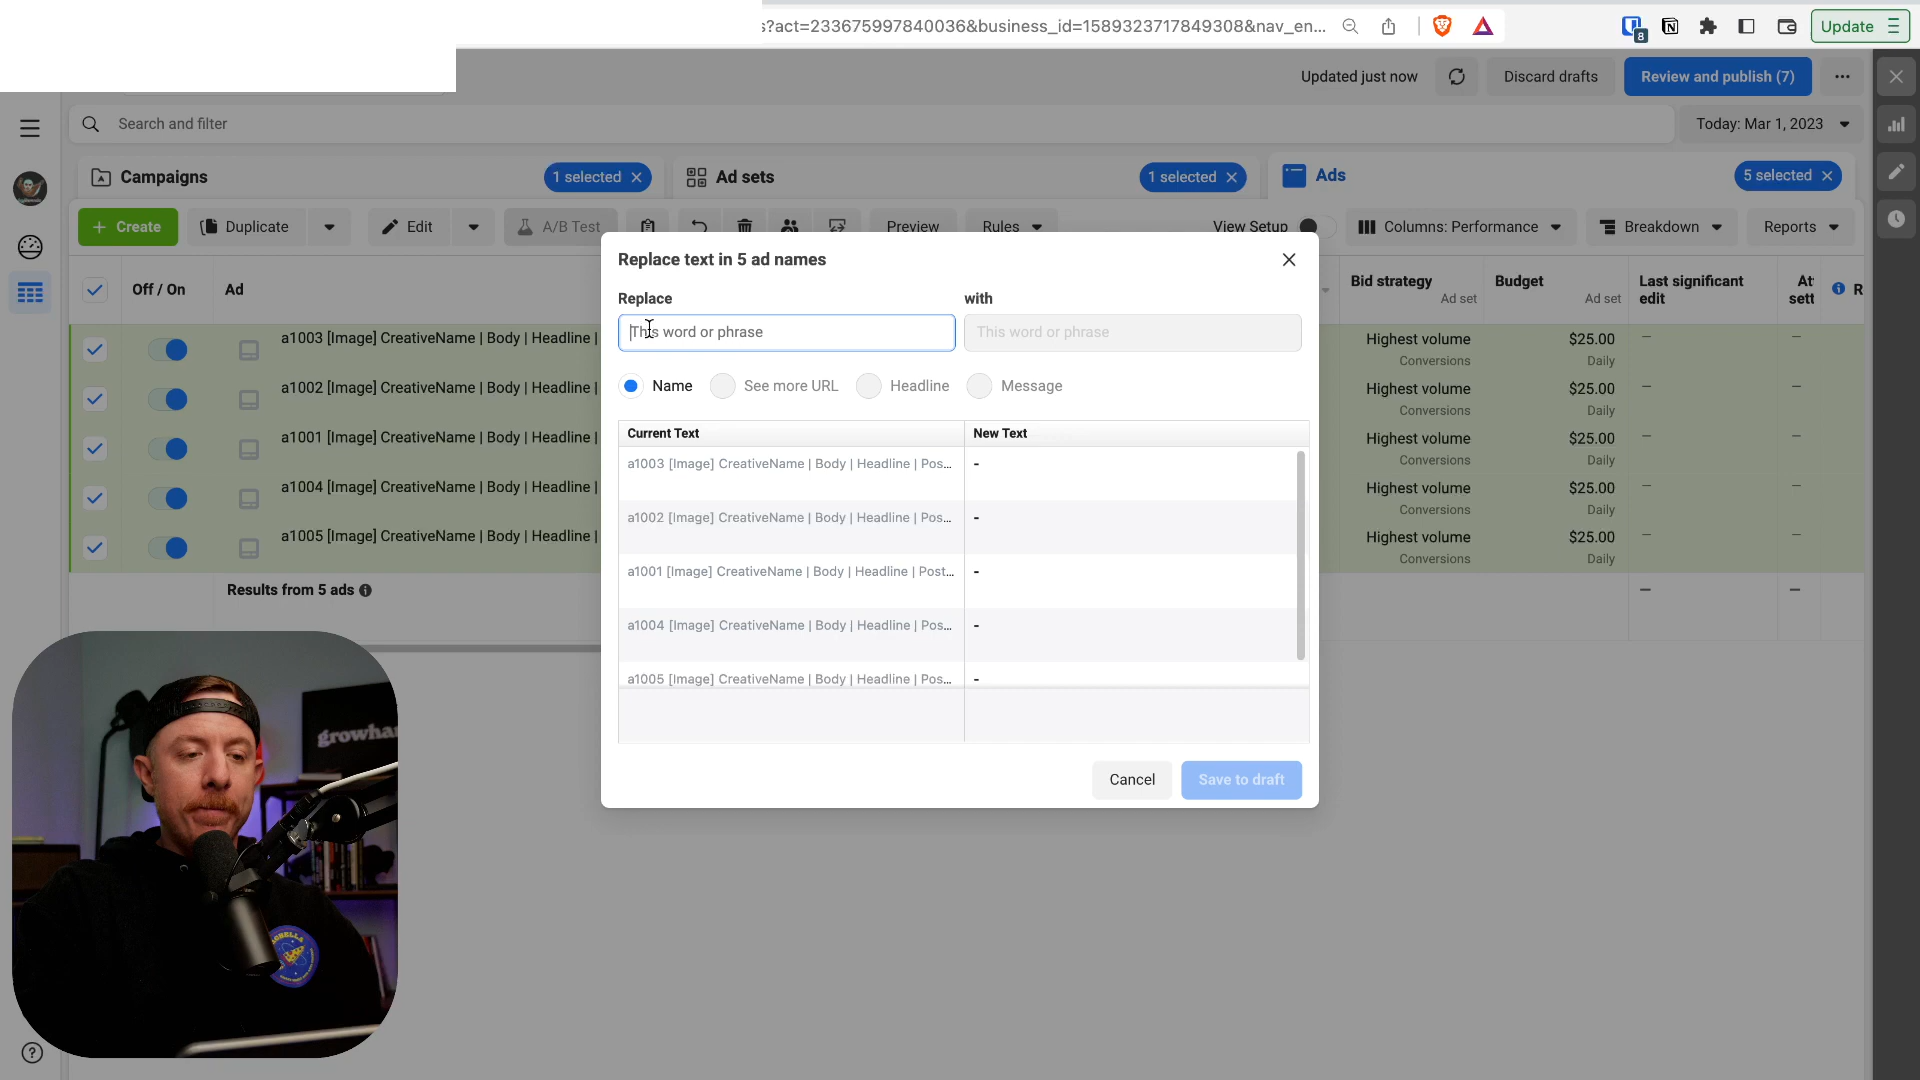 s?act=233675997840036&business_id=1589323717849308&nav_en...
8
Update
Updated just now
Discard drafts
Review and publish (7)
Search and filter
Today: Mar 1, 2023
Campaigns
1 selected
Ad sets
1 selected
Ads
5 selected
+ Create
Duplicate
Edit
A/B Test
Preview
Rules
View Setup
Columns: Performance
Breakdown
Reports
Off / On
Ad
Bid strategy
Ad set
Budget
Ad set
Last significant
edit
At
sett
R
a1003 [Image] CreativeName | Body | Headline |
Highest volume
Conversions
$25.00
Daily
—
—
a1002 [Image] CreativeName | Body | Headline |
Highest volume
Conversions
$25.00
Daily
—
—
a1001 [Image] CreativeName | Body | Headline |
Highest volume
Conversions
$25.00
Daily
—
—
a1004 [Image] CreativeName | Body | Headline |
Highest volume
Conversions
$25.00
Daily
—
—
a1005 [Image] CreativeName | Body | Headline |
Highest volume
Conversions
$25.00
Daily
—
—
Results from 5 ads
—
—
Replace text in 5 ad names
Replace
with
This word or phrase
This word or phrase
Name
See more URL
Headline
Message
Current Text
New Text
a1003 [Image] CreativeName | Body | Headline | Pos...
-
a1002 [Image] CreativeName | Body | Headline | Pos...
-
a1001 [Image] CreativeName | Body | Headline | Post...
-
a1004 [Image] CreativeName | Body | Headline | Pos...
-
a1005 [Image] CreativeName | Body | Headline | Pos...
-
Cancel
Save to draft
growha